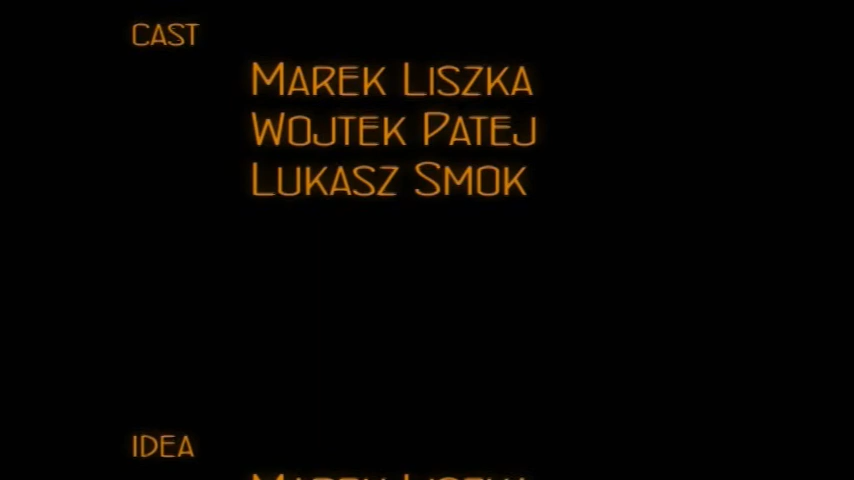 CAST
MAREK LISZKA
WOJTEK PATEJ
LUKASZ SMOK
IDEA